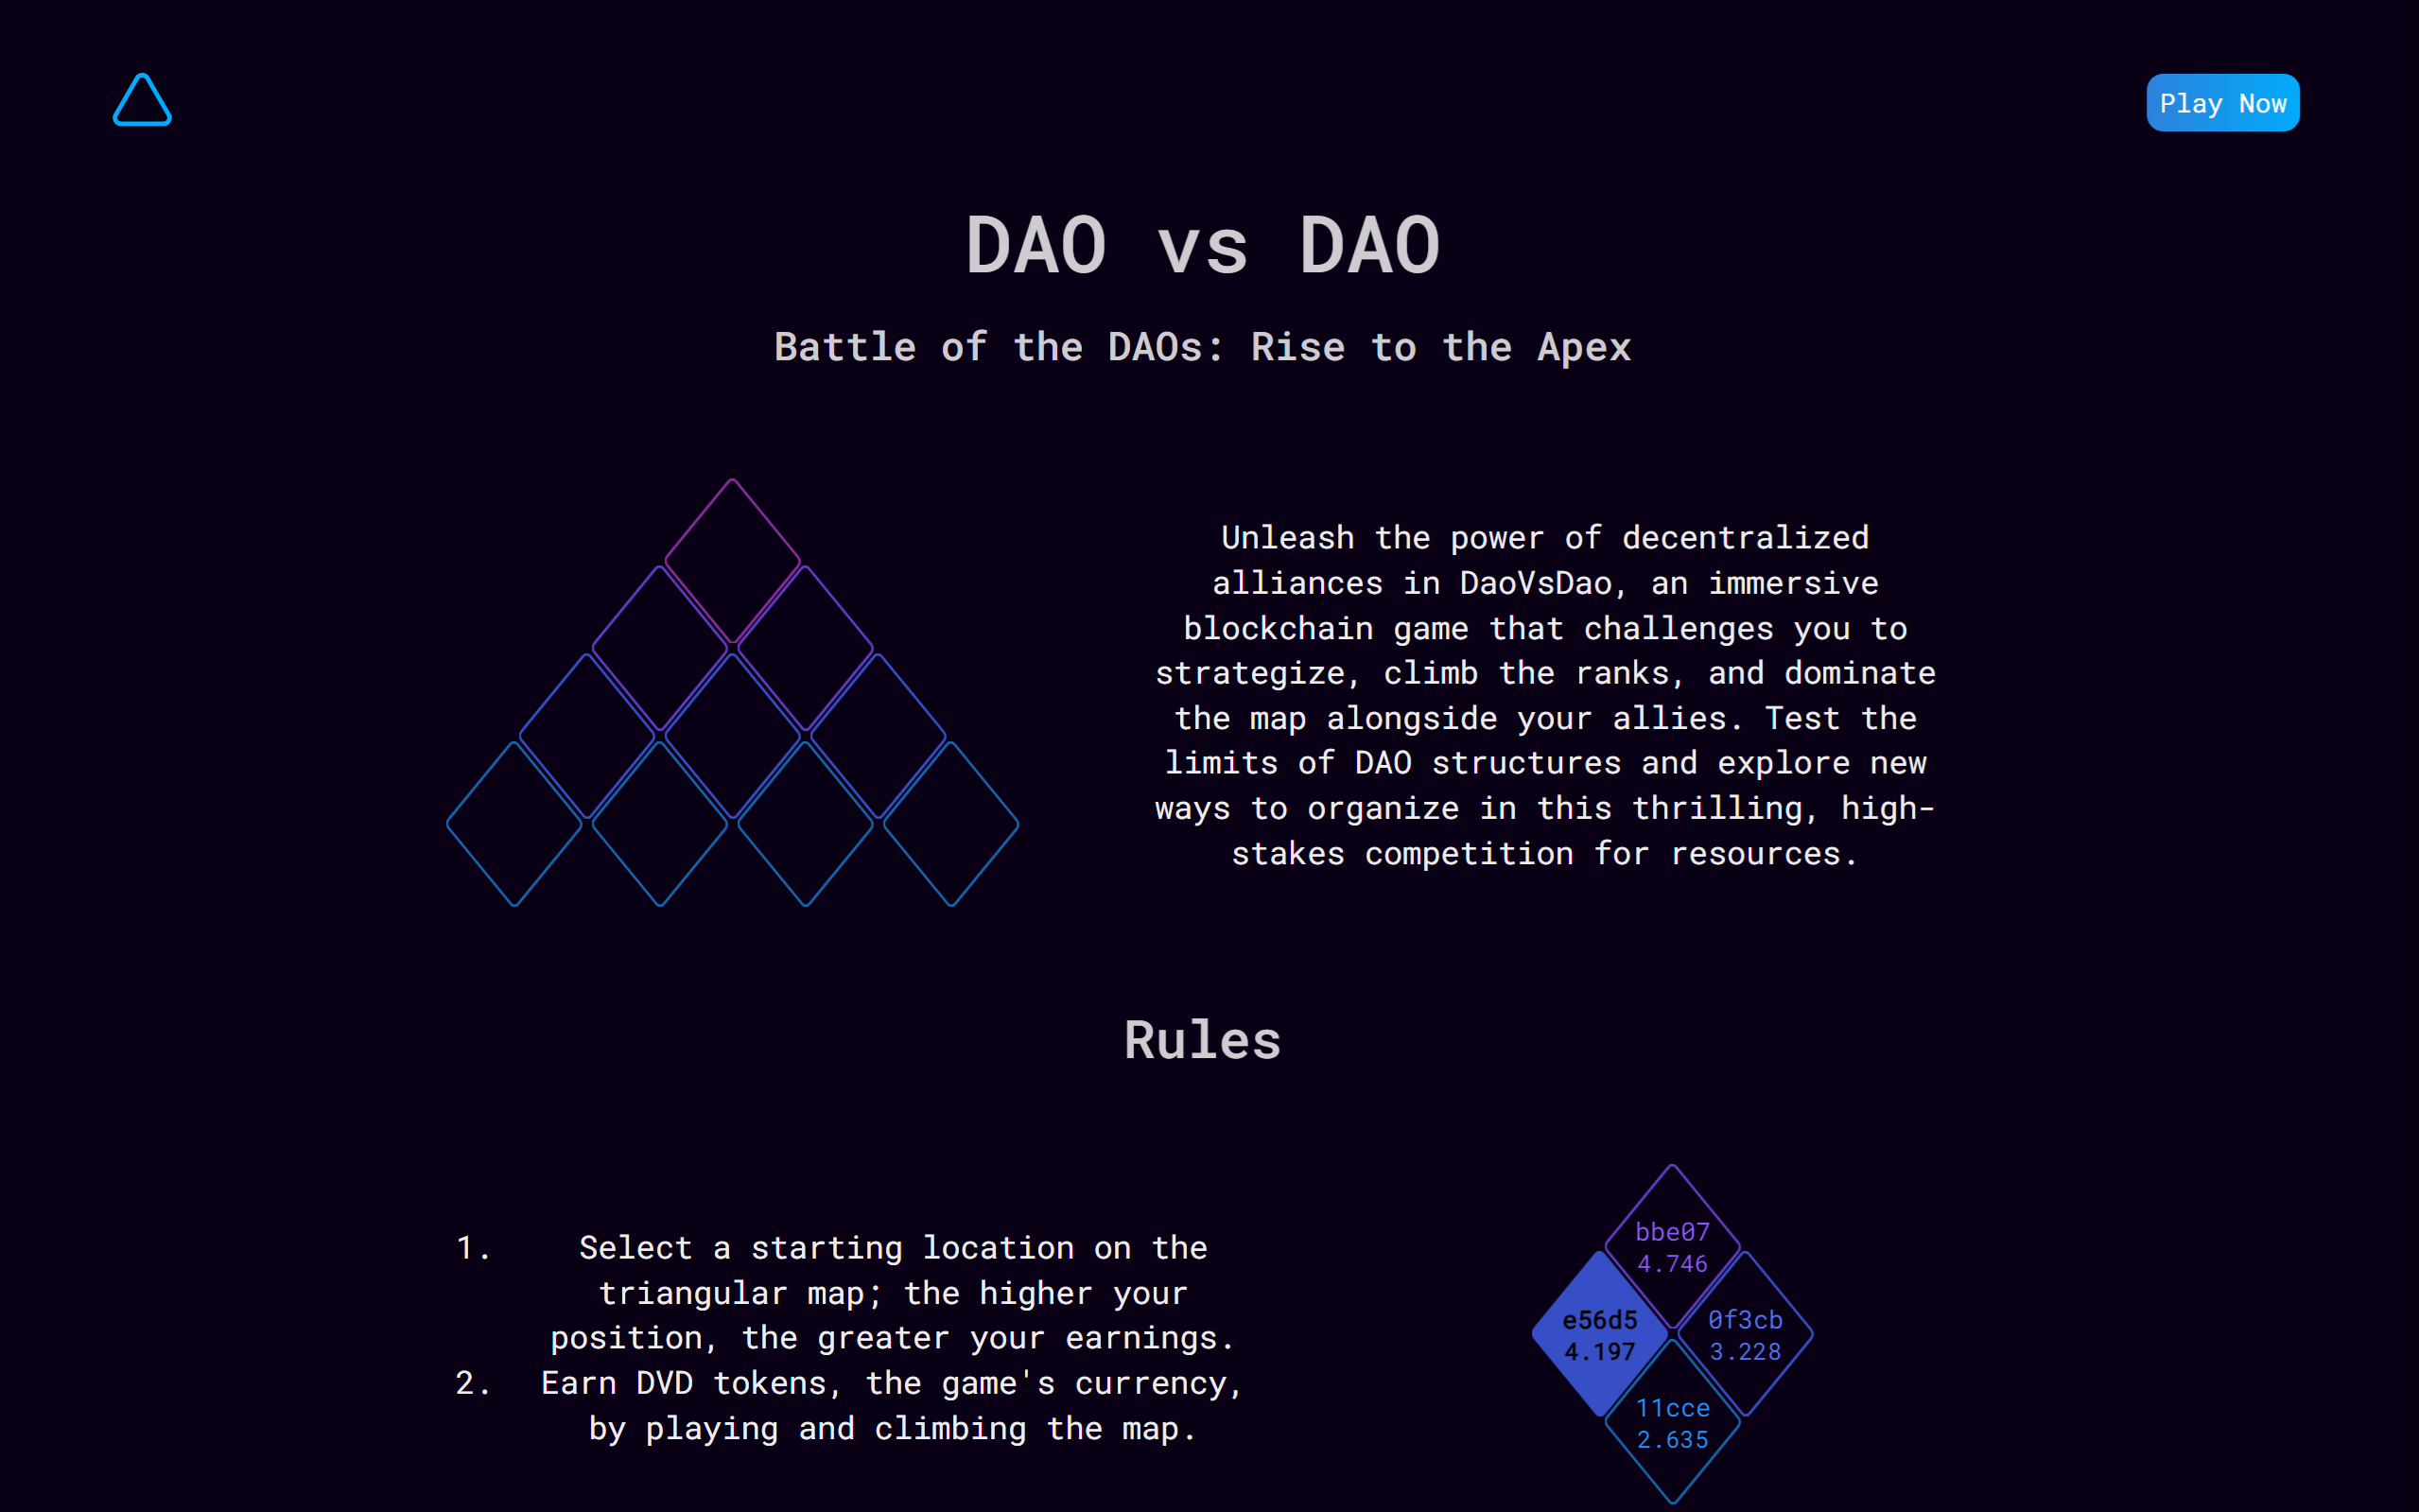 Play Now
DAO vs DAO
Battle of the DAOs: Rise to the Apex
Unleash the power of decentralized
alliances in DaoVsDao, an immersive
blockchain game that challenges you to
strategize, climb the ranks, and dominate
the map alongside your allies. Test the
limits of DAO structures and explore new
ways to organize in this thrilling, high-
stakes competition for resources.
Rules
1. Select a starting location on the
triangular map; the higher your
position, the greater your earnings.
2. Earn DVD tokens, the game's currency,
by playing and climbing the map.
bbe07
4.746
e56d5
4.197
0f3cb
3.228
11cce
2.635